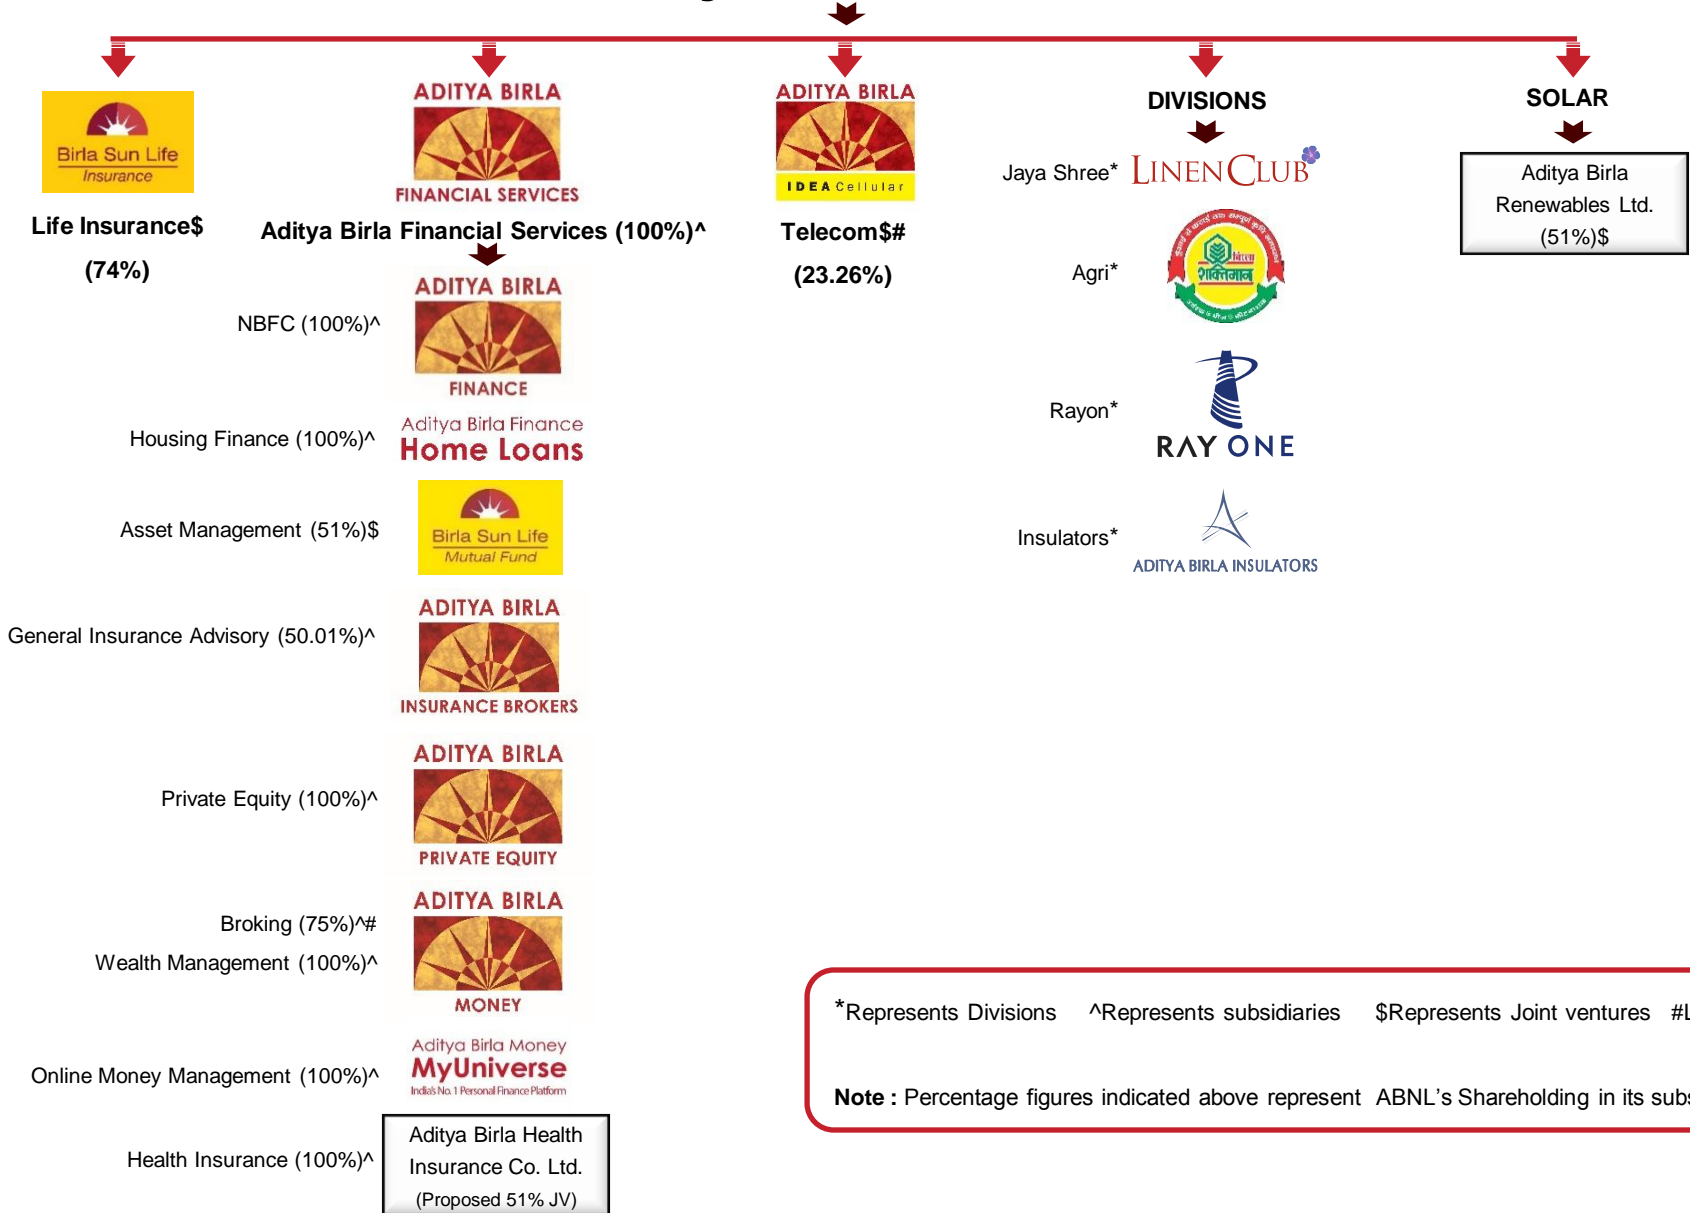 ADITYA BIRLA
FINANCIAL SERVICES
ADITYA BIRLA
IDEA Cellular
DIVISIONS
SOLAR
Birla Sun Life
Insurance
Life Insurance$
(74%)
Aditya Birla Financial Services (100%)^
Telecom$#
(23.26%)
Jaya Shree*
LINEN CLUB
Aditya Birla
Renewables Ltd.
(51%)$
Agri*
बिरला
शक्तिमान
NBFC (100%)^
ADITYA BIRLA
FINANCE
Rayon*
RAY ONE
Housing Finance (100%)^
Aditya Birla Finance
Home Loans
Asset Management (51%)$
Birla Sun Life
Mutual Fund
Insulators*
ADITYA BIRLA INSULATORS
General Insurance Advisory (50.01%)^
ADITYA BIRLA
INSURANCE BROKERS
Private Equity (100%)^
ADITYA BIRLA
PRIVATE EQUITY
Broking (75%)^#
Wealth Management (100%)^
ADITYA BIRLA
MONEY
Online Money Management (100%)^
Aditya Birla Money
MyUniverse
India's No. 1 Personal Finance Platform
Health Insurance (100%)^
Aditya Birla Health
Insurance Co. Ltd.
(Proposed 51% JV)
*Represents Divisions ^Represents subsidiaries $Represents Joint ventures #L
Note : Percentage figures indicated above represent ABNL's Shareholding in its subs